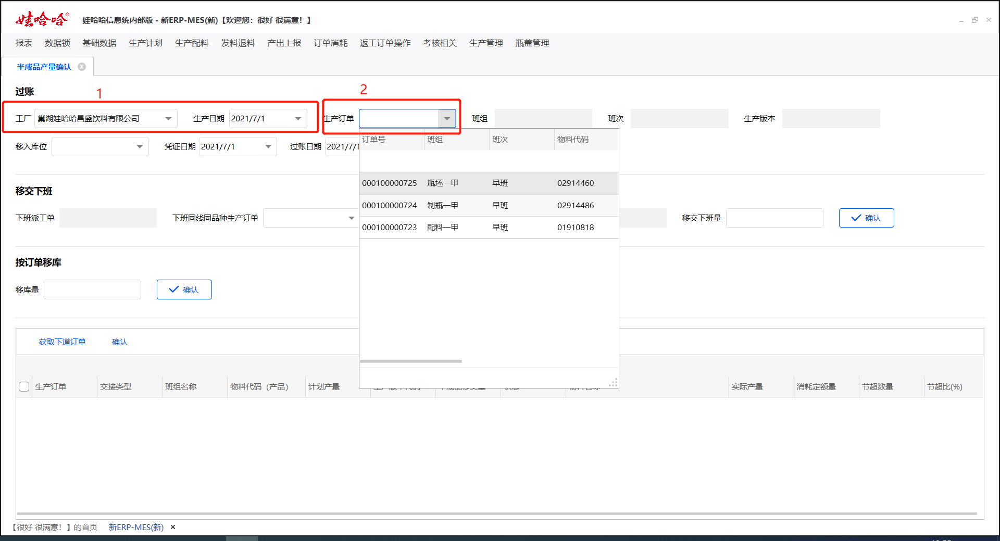 娃哈哈®
娃哈哈信息统内部版 - 新ERP-MES(新)【欢迎您：很好 很满意！】
报表 数据锁 基础数据 生产计划 生产配料 发料退料 产出上报 订单消耗 返工订单操作 考核相关 生产管理 瓶盖管理
半成品产量确认
过账
1
2
工厂 巢湖娃哈哈昌盛饮料有限公司 生产日期 2021/7/1 生产订单 班组 班次 生产版本
移入库位 凭证日期 2021/7/1 过账日期 2021/7/1
订单号 班组 班次 物料代码
000100000725 瓶坯一甲 早班 02914460
000100000724 制瓶一甲 早班 02914486
000100000723 配料一甲 早班 01910818
移交下班
下班派工单 下班同线同品种生产订单 移交下班量 确认
按订单移库
移库量 确认
获取下道订单 确认
生产订单 交接类型 班组名称 物料代码（产品） 计划产量 实际产量 消耗定额量 节超数量 节超比(%)
【很好 很满意！】的首页 新ERP-MES(新)